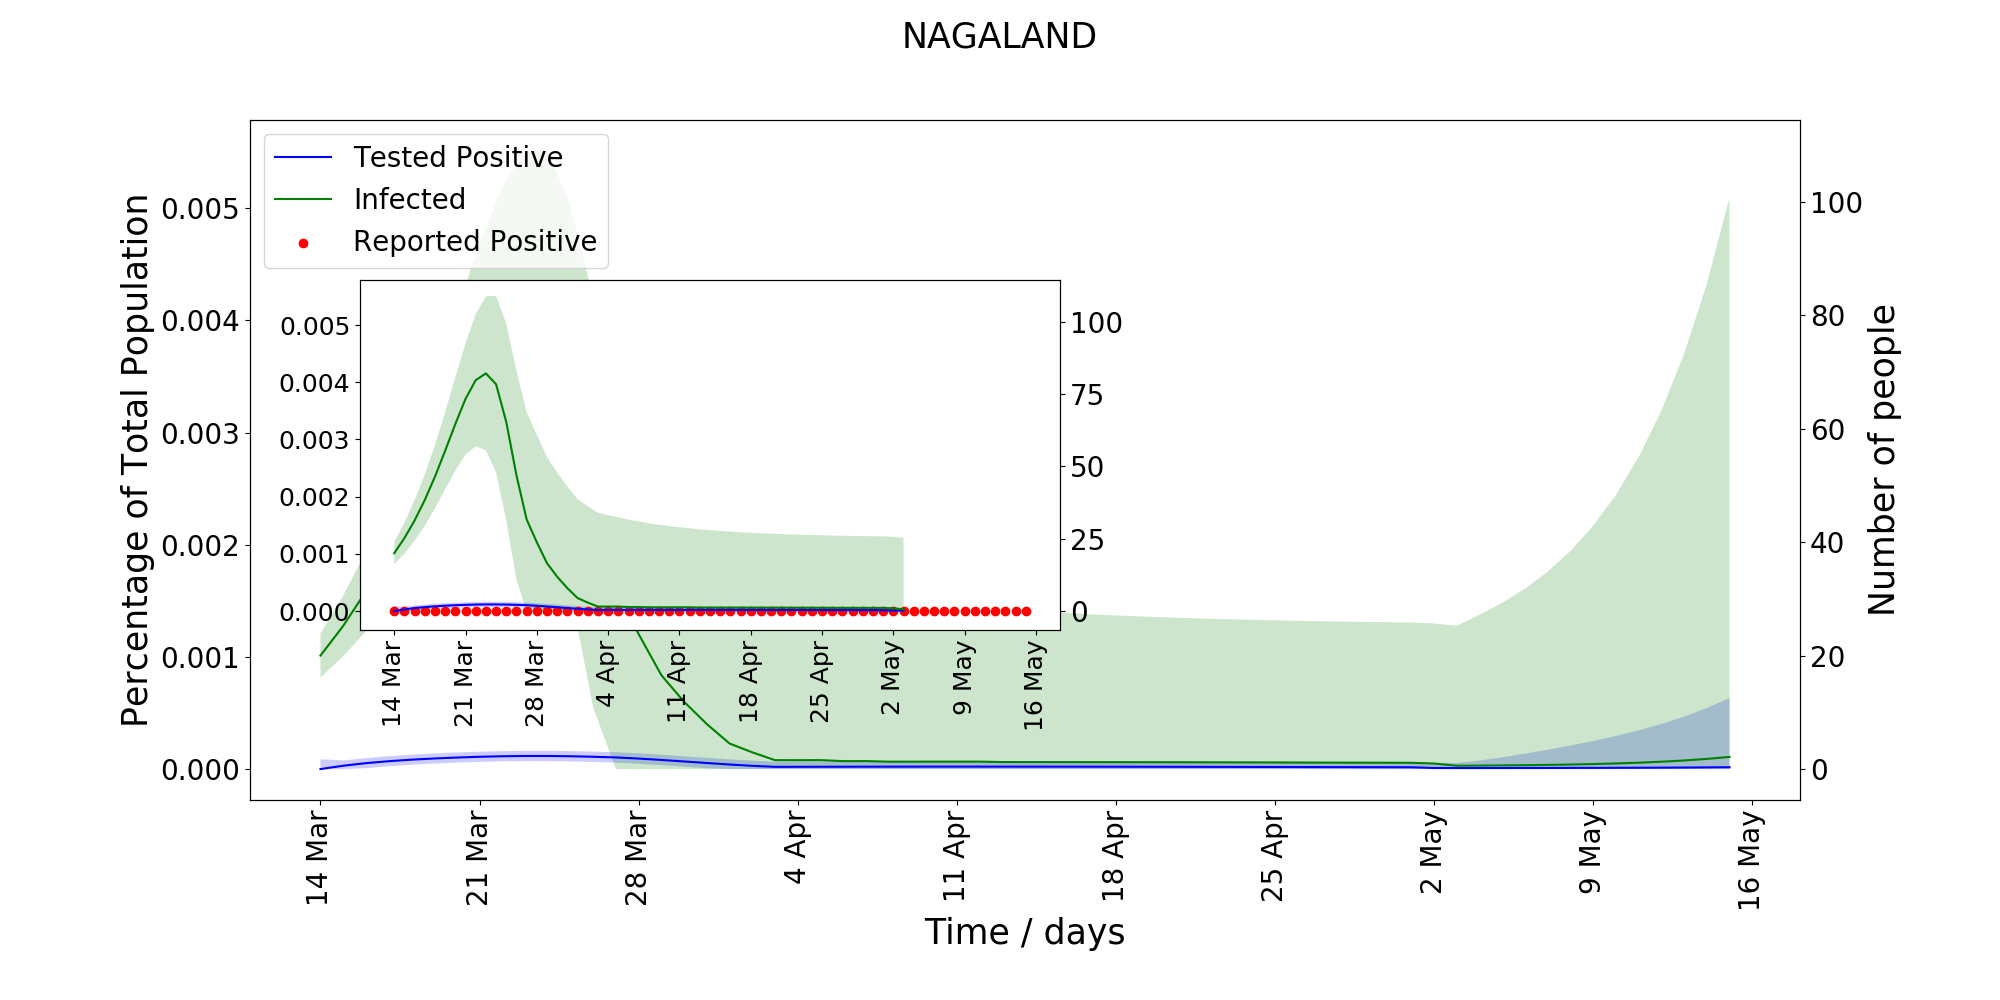 NAGALAND
Tested Positive
Infected
Reported Positive
Percentage of Total Population
0.005
0.004
0.003
0.002
0.001
0.000
0.005
0.004
0.003
0.002
0.001
0.000
100
75
50
25
0
14 Mar
21 Mar
28 Mar
4 Apr
11 Apr
18 Apr
25 Apr
2 May
9 May
16 May
100
80
60
40
20
0
Number of people
14 Mar
21 Mar
28 Mar
4 Apr
11 Apr
18 Apr
25 Apr
2 May
9 May
16 May
Time / days